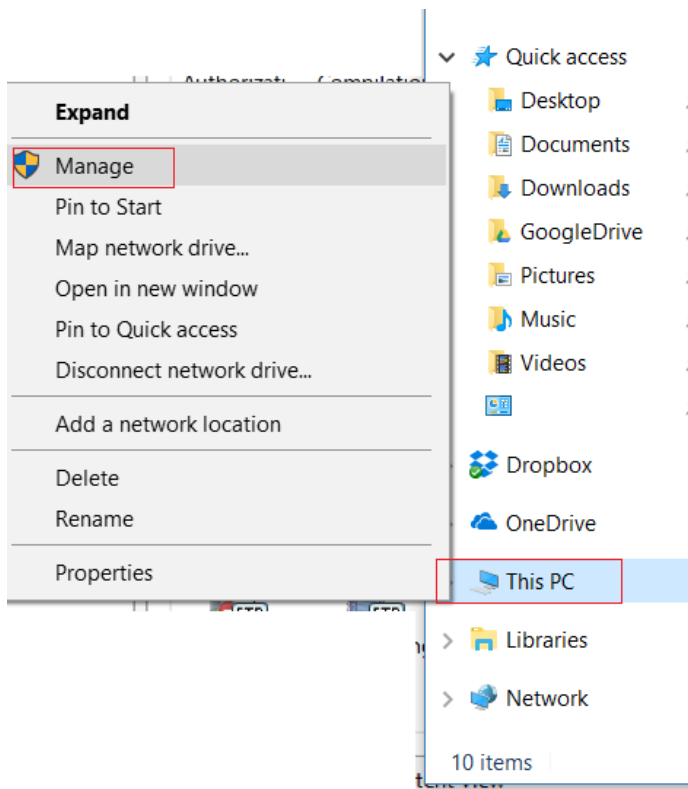 Expand
Manage
Pin to Start
Map network drive...
Open in new window
Pin to Quick access
Disconnect network drive...
Add a network location
Delete
Rename
Properties
Quick access
Desktop
Documents
Downloads
GoogleDrive
Pictures
Music
Videos
Dropbox
OneDrive
This PC
Libraries
Network
10 items